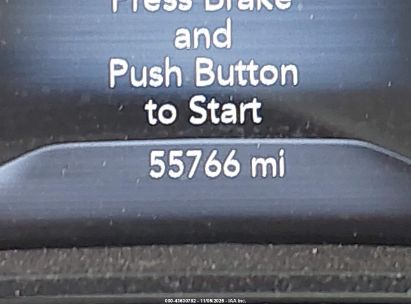 Press Brake
and
Push Button
to Start
55766 mi